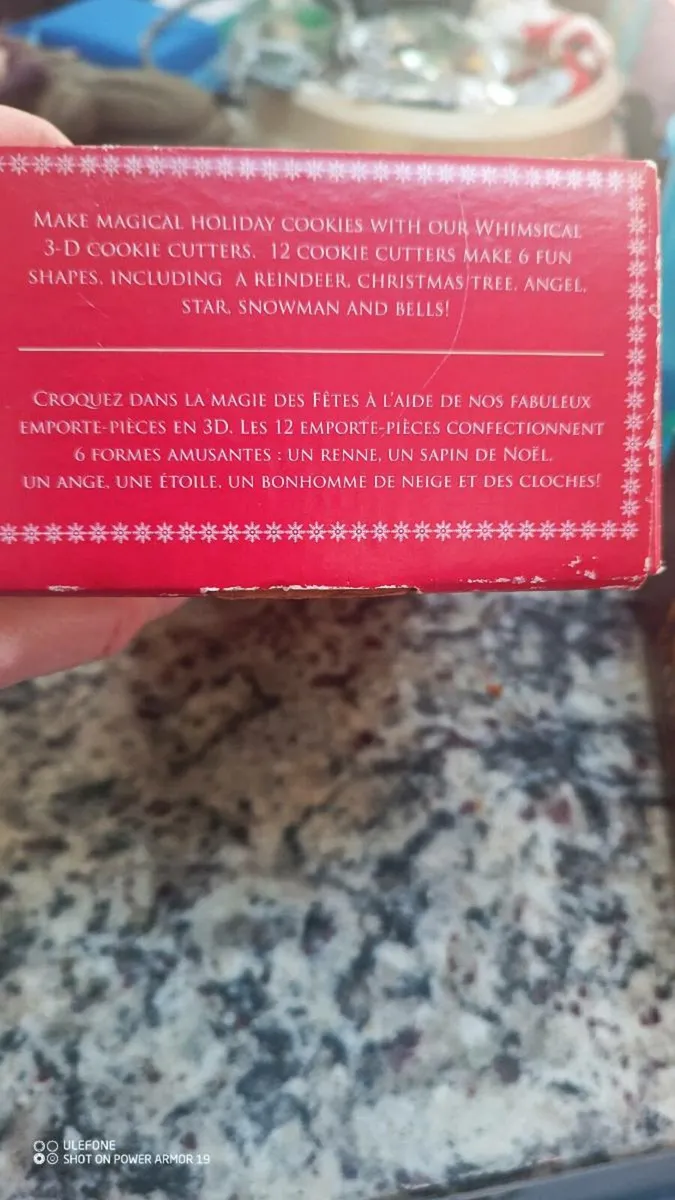 MAKE MAGICAL HOLIDAY COOKIES WITH OUR WHIMSICAL
3-D COOKIE CUTTERS. 12 COOKIE CUTTERS MAKE 6 FUN
SHAPES, INCLUDING A REINDEER, CHRISTMAS TREE, ANGEL,
STAR, SNOWMAN AND BELLS!
CROQUEZ DANS LA MAGIE DES FÊTES À L'AIDE DE NOS FABULEUX
EMPORTE-PIÈCES EN 3D. LES 12 EMPORTE-PIÈCES CONFECTIONNENT
6 FORMES AMUSANTES : UN RENNE, UN SAPIN DE NOËL,
UN ANGE, UNE ÉTOILE, UN BONHOMME DE NEIGE ET DES CLOCHES!
ULEFONE
SHOT ON POWER ARMOR 19